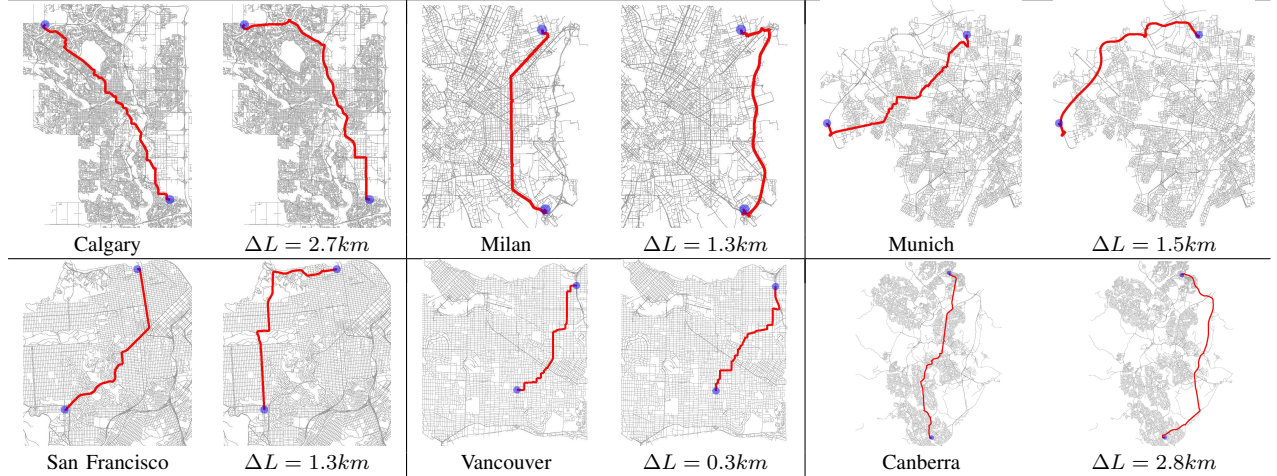 Calgary
ΔL = 2.7km
Milan
ΔL = 1.3km
Munich
ΔL = 1.5km
San Francisco
ΔL = 1.3km
Vancouver
ΔL = 0.3km
Canberra
ΔL = 2.8km